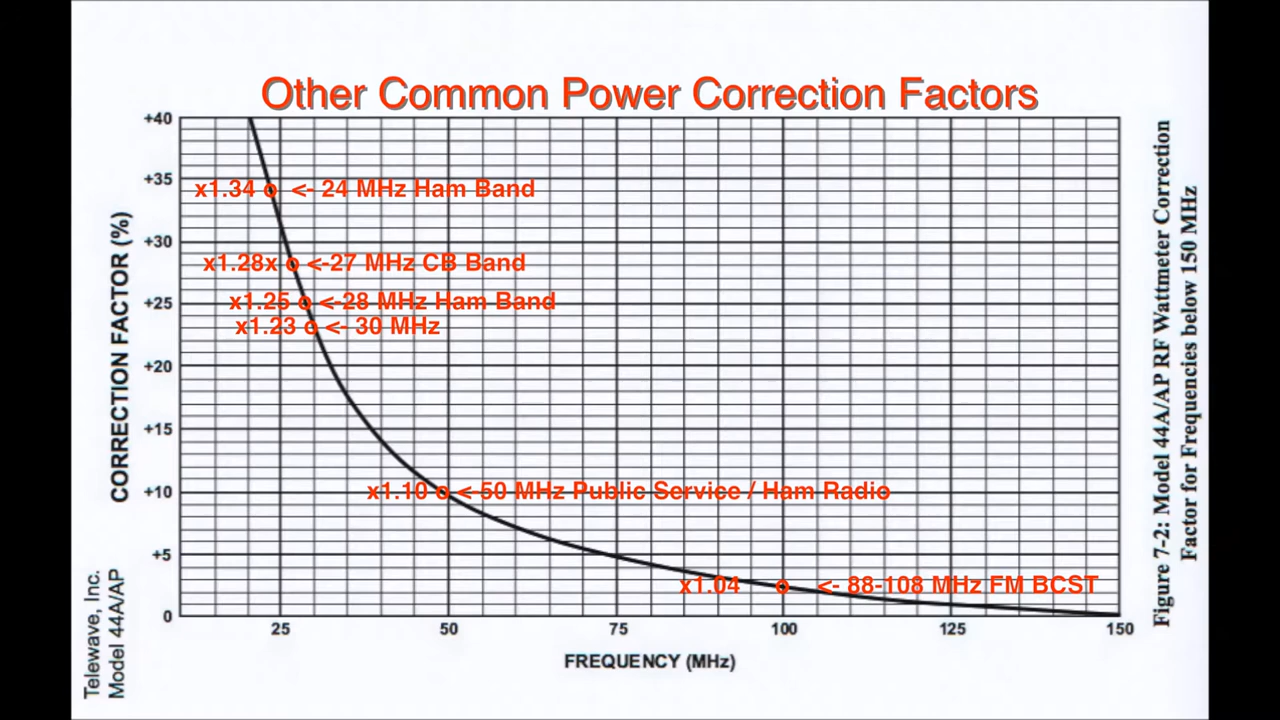 Other Common Power Correction Factors
+40
+35
+30
+25
+20
+15
+10
+5
0
CORRECTION FACTOR (%)
x1.34 o <- 24 MHz Ham Band
x1.28x o <-27 MHz CB Band
x1.25 o <-28 MHz Ham Band
x1.23 o <- 30 MHz
x1.10 o <-50 MHz Public Service / Ham Radio
x1.04 o <- 88-108 MHz FM BCST
25 50 75 100 125 150
FREQUENCY (MHz)
Telewave, Inc.
Model 44A/AP
Figure 7-2: Model 44A/AP RF Wattmeter Correction
Factor for Frequencies below 150 MHz